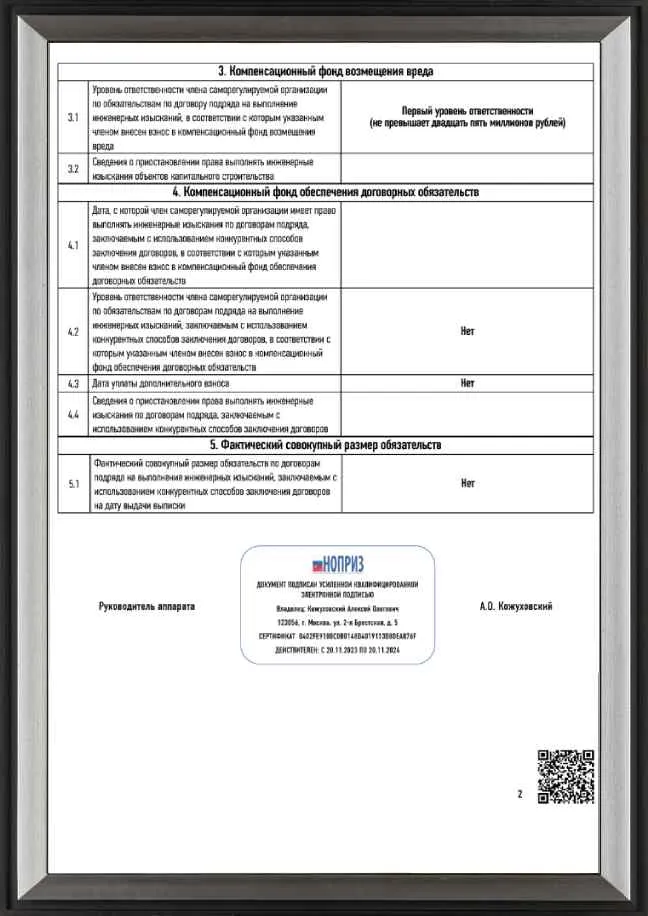 3. Компенсационный фонд возмещения вреда
3.1
Уровень ответственности члена саморегулируемой организации
по обязательствам по договору подряда на выполнение
инженерных изысканий, в соответствии с которым указанным
членом внесен взнос в компенсационный фонд возмещения
вреда
Первый уровень ответственности
(не превышает двадцать пять миллионов рублей)
3.2
Сведения о приостановлении права выполнять инженерные
изыскания объектов капитального строительства
4. Компенсационный фонд обеспечения договорных обязательств
4.1
Дата, с которой член саморегулируемой организации имеет право
выполнять инженерные изыскания по договорам подряда,
заключаемым с использованием конкурентных способов
заключения договоров, в соответствии с которым указанным
членом внесен взнос в компенсационный фонд обеспечения
договорных обязательств
4.2
Уровень ответственности члена саморегулируемой организации
по обязательствам по договорам подряда на выполнение
инженерных изысканий, заключаемым с использованием
конкурентных способов заключения договоров, в соответствии с
которым указанным членом внесен взнос в компенсационный
фонд обеспечения договорных обязательств
Нет
4.3
Дата уплаты дополнительного взноса
Нет
4.4
Сведения о приостановлении права выполнять инженерные
изыскания по договорам подряда, заключаемым с
использованием конкурентных способов заключения договоров
5. Фактический совокупный размер обязательств
5.1
Фактический совокупный размер обязательств по договорам
подряда на выполнение инженерных изысканий, заключаемым с
использованием конкурентных способов заключения договоров
на дату выдачи выписки
Нет
Руководитель аппарата
НОПРИЗ
ДОКУМЕНТ ПОДПИСАН УСИЛЕННОЙ КВАЛИФИЦИРОВАННОЙ
ЭЛЕКТРОННОЙ ПОДПИСЬЮ
Владелец: Кожуховский Алексей Олегович
123056, г. Москва, ул. 2-я Брестская, д. 5
СЕРТИФИКАТ
ДЕЙСТВИТЕЛЕН: С 20.11.2023 ПО 20.11.2024
А.О. Кожуховский
2